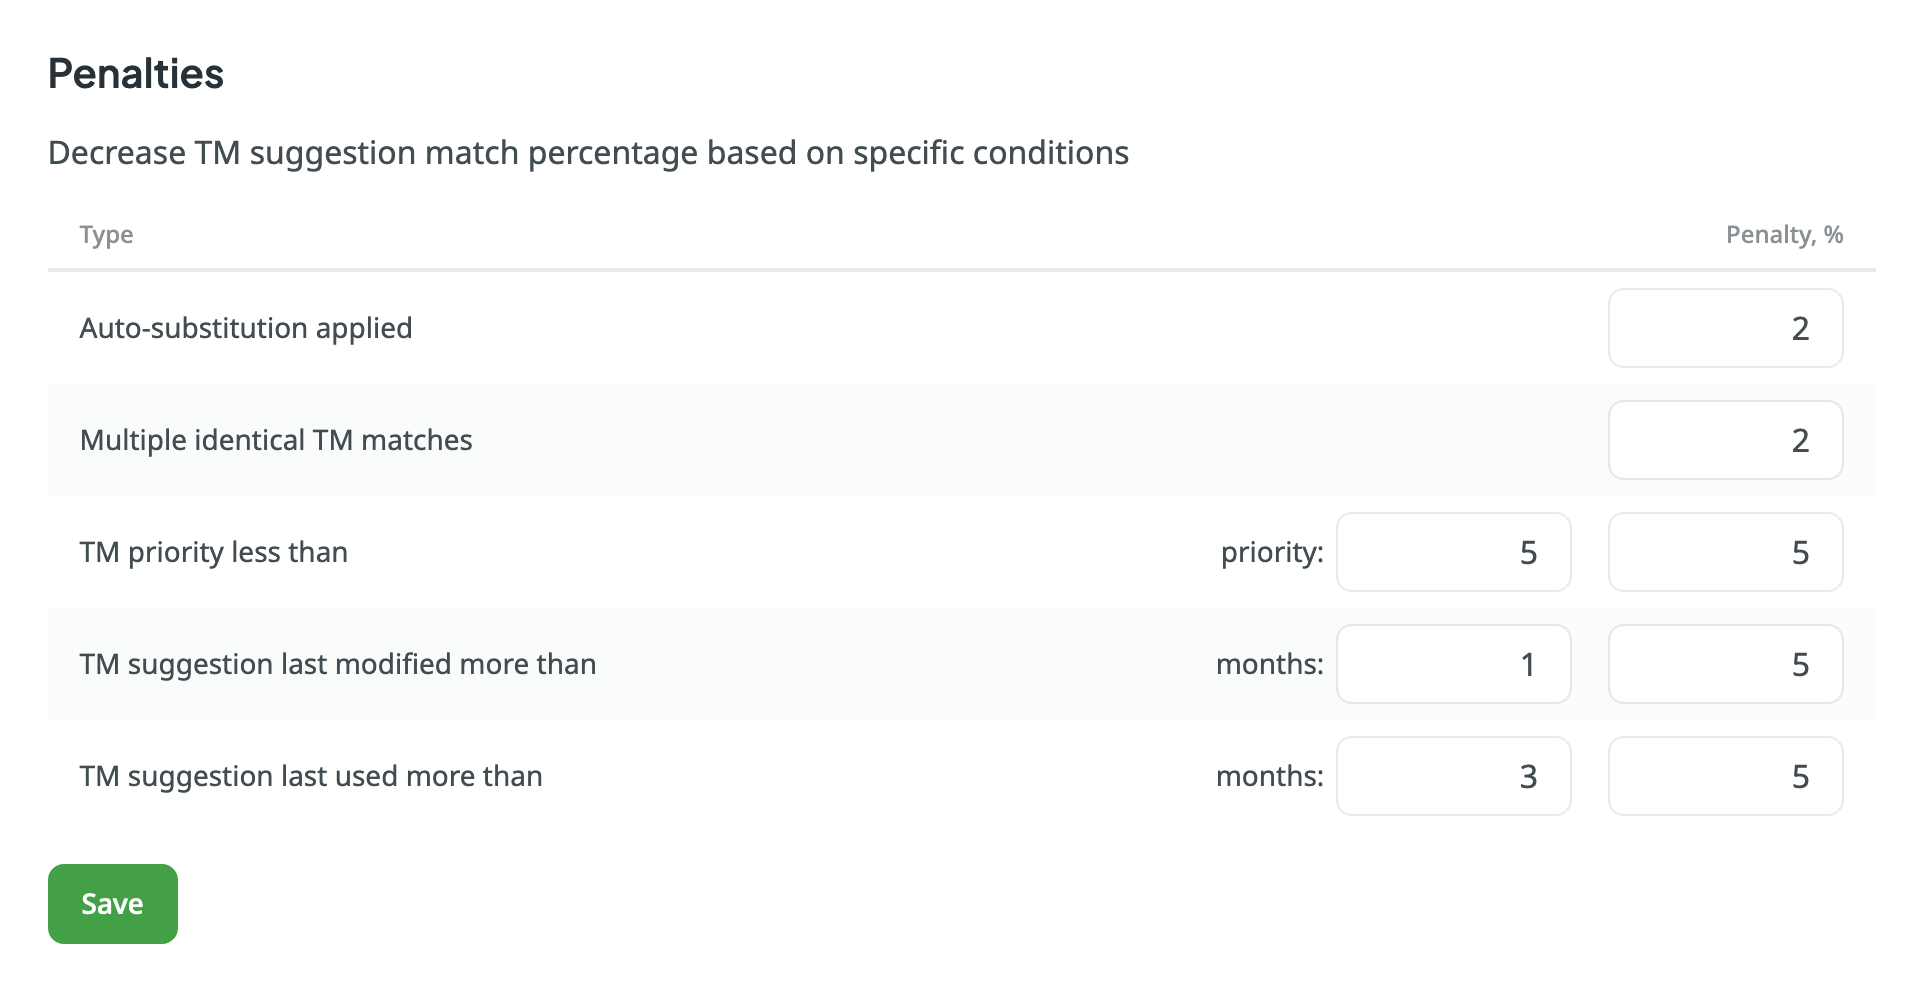 Penalties
Decrease TM suggestion match percentage based on specific conditions
Type Penalty, %
Auto-substitution applied 2
Multiple identical TM matches 2
TM priority less than priority: 5 5
TM suggestion last modified more than months: 1 5
TM suggestion last used more than months: 3 5
Save